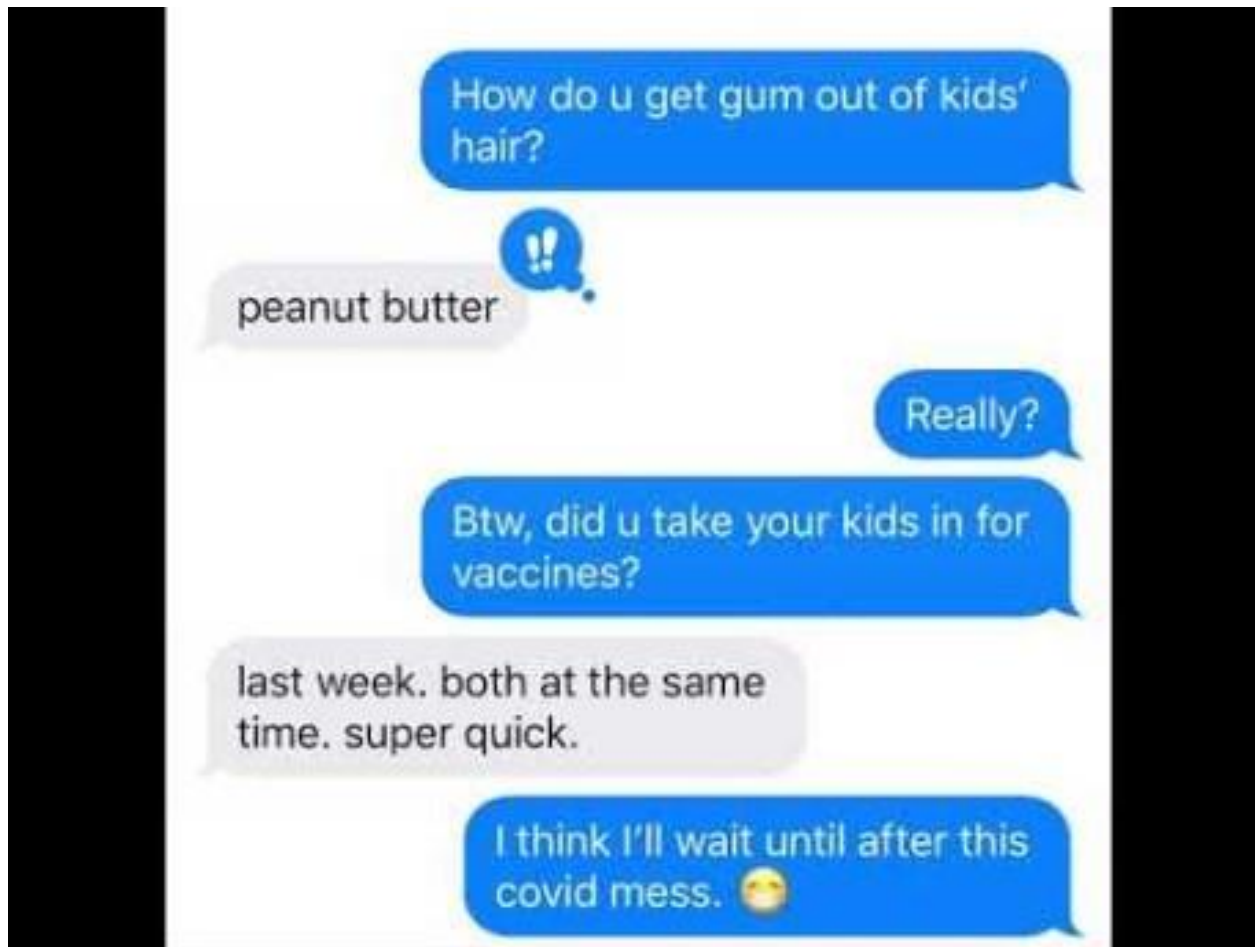 How do u get gum out of kids'
hair?
!!
peanut butter
Really?
Btw, did u take your kids in for
vaccines?
last week. both at the same
time. super quick.
I think I'll wait until after this
covid mess. 😷